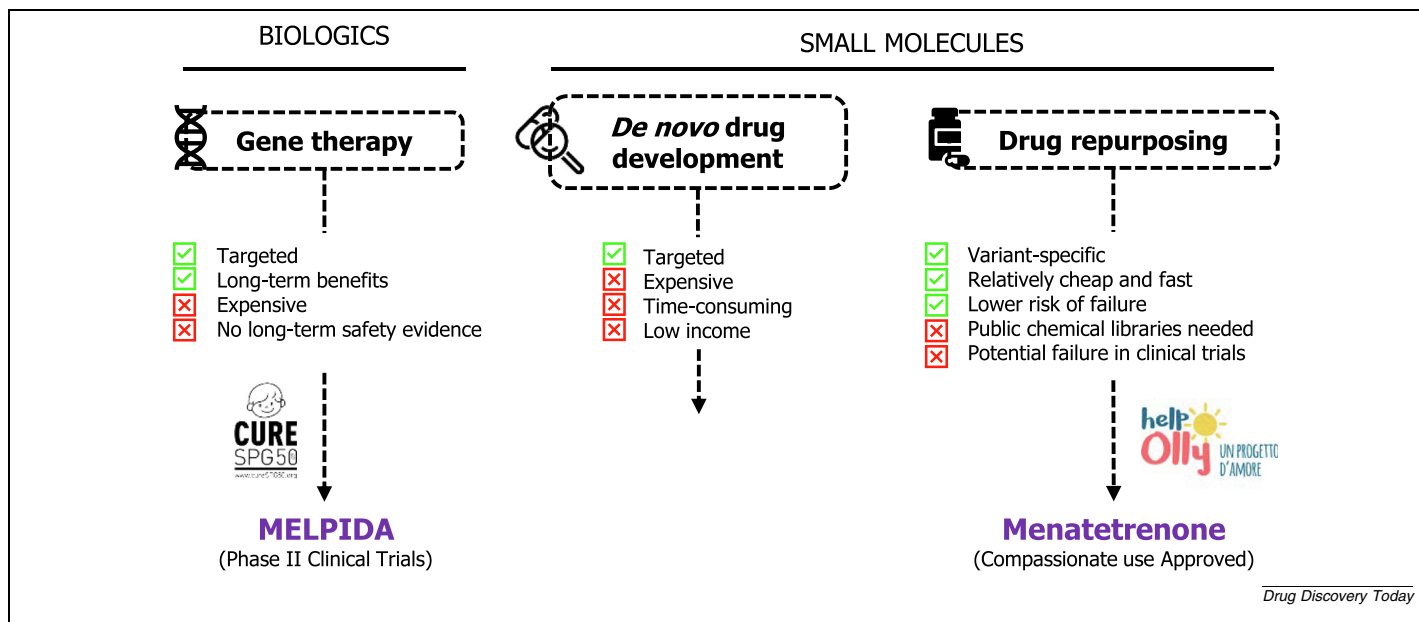 BIOLOGICS
SMALL MOLECULES
Gene therapy
De novo drug
development
Drug repurposing
Targeted
Long-term benefits
Expensive
No long-term safety evidence
Targeted
Expensive
Time-consuming
Low income
Variant-specific
Relatively cheap and fast
Lower risk of failure
Public chemical libraries needed
Potential failure in clinical trials
CURE
SPG50
www.cureSPG50.org
help
Olly
UN PROGETTO
D'AMORE
MELPIDA
(Phase II Clinical Trials)
Menatetrenone
(Compassionate use Approved)
Drug Discovery Today